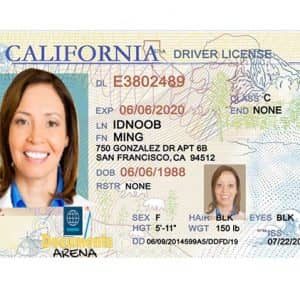 CALIFORNIA DRIVER LICENSE
DL E3802489
CLASS C
EXP 06/06/2020 END NONE
LN IDNOOB
FN MING
750 GONZALEZ DR APT 6B
SAN FRANCISCO, CA 94512
DOB 06/06/1988
RSTR NONE
SEX F HAIR BLK EYES BLK
HGT 5'-11" WGT 150 lb
ISS
DD 06/09/2014599A5/DDFD/19 07/22/20
ARENA